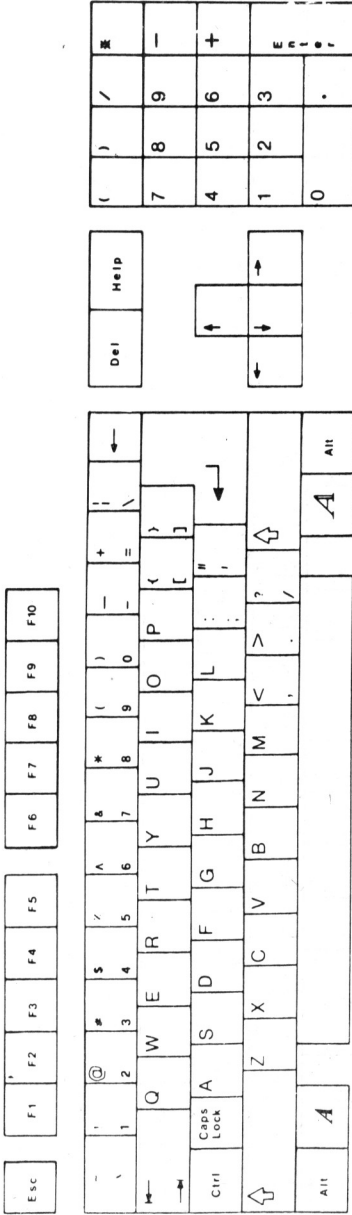 Esc F1 F2 F3 F4 F5 F6 F7 F8 F9 F10
~ ! @ # $ % ^ & * ( ) — + ¦ ←
` 1 2 3 4 5 6 7 8 9 0 - = \
Q W E R T Y U I O P { }
[ ]
Ctrl Caps Lock A S D F G H J K L : "
; '
⇧ Z X C V B N M < > ? ⇧
, . /
Alt A A Alt
Del Help
↑
← ↓ →
( ) / *
7 8 9 —
4 5 6 +
1 2 3 Enter
0 .